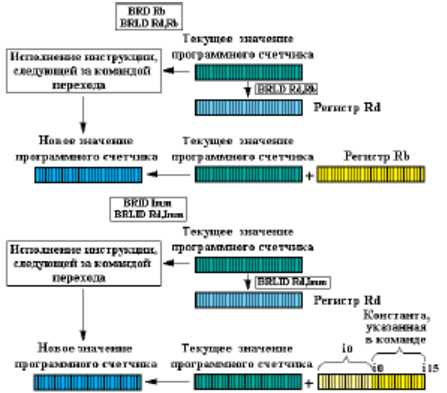 BRD Rb
BRLD Rd,Rb
Текущее значение
программного счетчика
Исполнение инструкции,
следующей за командой
перехода
BRLD Rd,Rb
Регистр Rd
Новое значение
программного счетчика
Текущее значение
программного счетчика
Регистр Rb
+
BRID Imm
BRLID Rd,Imm
Текущее значение
программного счетчика
Исполнение инструкции,
следующей за командой
перехода
BRLID Rd,Imm
Регистр Rd
Константа,
указанная
в команде
Новое значение
программного счетчика
Текущее значение
программного счетчика
i0
i0 i15
+